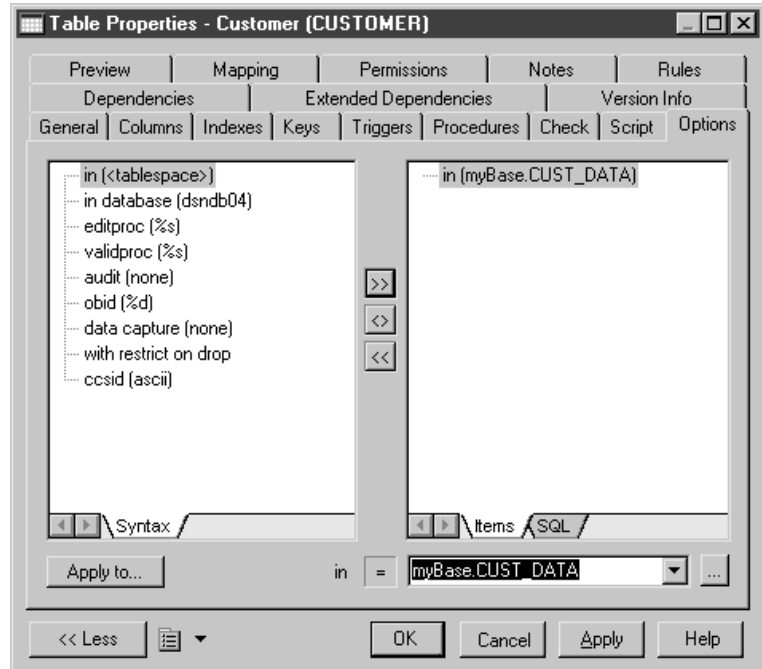 Table Properties - Customer (CUSTOMER)
Preview Mapping Permissions Notes Rules
Dependencies Extended Dependencies Version Info
General Columns Indexes Keys Triggers Procedures Check Script Options
in (<tablespace>)
in database (dsndb04)
editproc (%s)
validproc (%s)
audit (none)
obid (%d)
data capture (none)
with restrict on drop
ccsid (ascii)
Syntax
>>
<>
<<
in (myBase.CUST_DATA)
Items SQL
Apply to... in = myBase.CUST_DATA ...
<< Less OK Cancel Apply Help